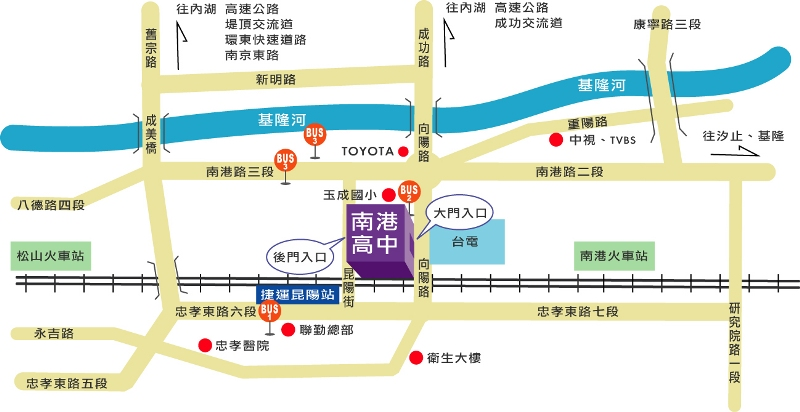 往內湖 高速公路
堤頂交流道
環東快速道路
南京東路
往內湖 高速公路
成功交流道
康寧路三段
舊宗路
成功路
新明路
基隆河
基隆河
成美橋
BUS 3
向陽路
重陽路
中視、TVBS
TOYOTA
往汐止、基隆
BUS 3
南港路三段
南港路二段
八德路四段
玉成國小
BUS 2
大門入口
南港
高中
台電
後門入口
松山火車站
南港火車站
昆陽街
向陽路
捷運昆陽站
忠孝東路六段
BUS 1
忠孝東路七段
研究院路一段
永吉路
聯勤總部
忠孝醫院
衛生大樓
忠孝東路五段